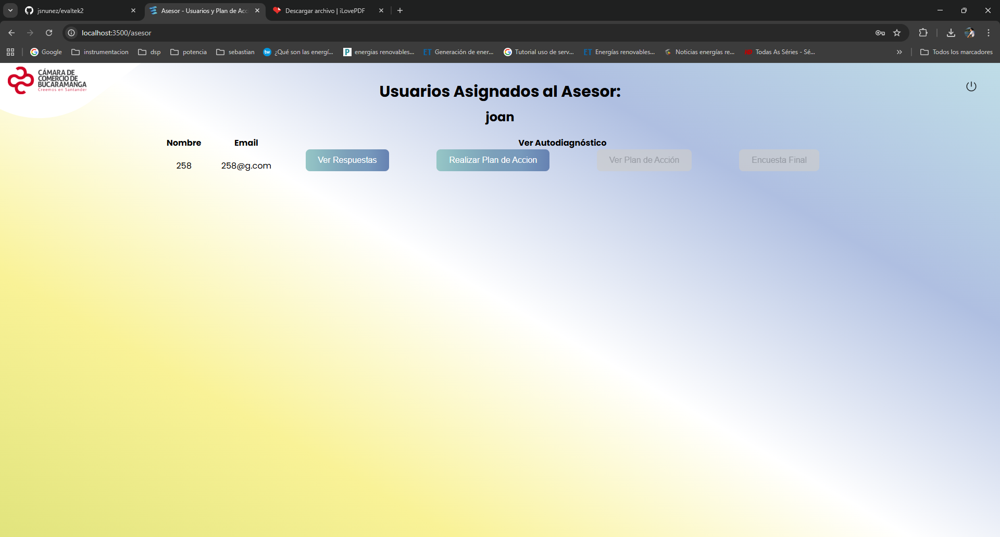 jsnunez/evaltek2
Asesor - Usuarios y Plan de Acc
Descargar archivo | iLovePDF
localhost:3500/asesor
Google
instrumentacion
dsp
potencia
sebastian
tw
¿Qué son las energí...
P
energias renovables...
ET
Generación de ener...
Tutorial uso de serv...
ET
Energías renovables...
Noticias energías re...
Todas As Séries - Sé...
Todos los marcadores
CÁMARA DE
COMERCIO DE
BUCARAMANGA
Creemos en Santander
Usuarios Asignados al Asesor:
joan
Nombre Email Ver Autodiagnóstico
258 258@g.com Ver Respuestas Realizar Plan de Accion Ver Plan de Acción Encuesta Final